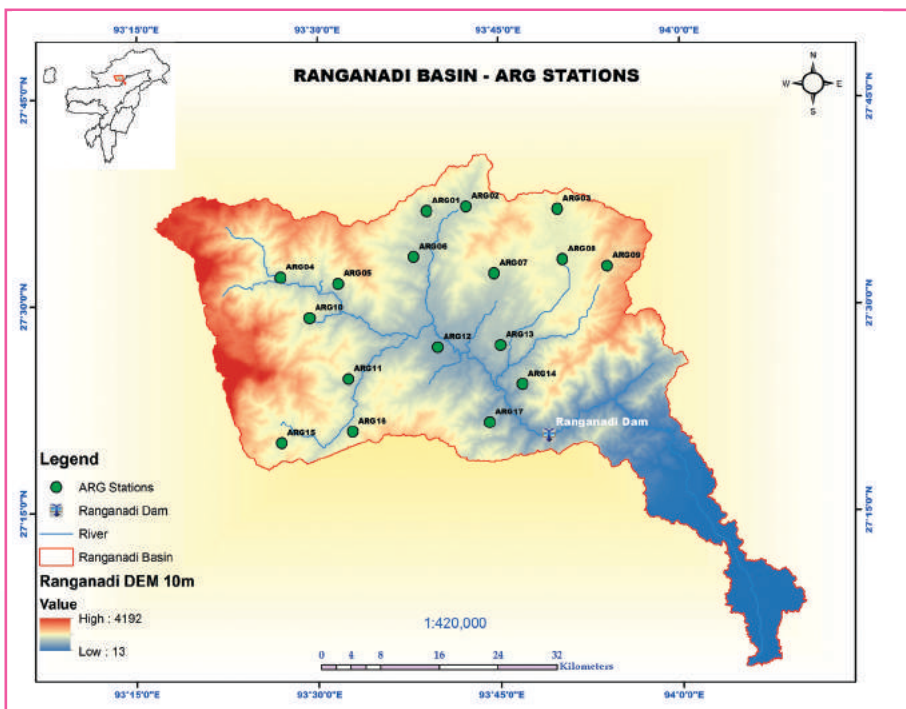 93°15'0"E 93°30'0"E 93°45'0"E 94°0'0"E
RANGANADI BASIN - ARG STATIONS
N
W E
S
27°45'0"N 27°45'0"N
ARG01 ARG02 ARG03
ARG06 ARG08
ARG04 ARG05 ARG07 ARG09
27°30'0"N 27°30'0"N
ARG10
ARG12 ARG13
ARG11 ARG14
ARG15 ARG16 ARG17 Ranganadi Dam
Legend
ARG Stations
Ranganadi Dam
River
Ranganadi Basin
27°15'0"N 27°15'0"N
Ranganadi DEM 10m
Value
High : 4192
Low : 13
1:420,000
0 2 4 8 16 24 32
Kilometers
93°15'0"E 93°30'0"E 93°45'0"E 94°0'0"E